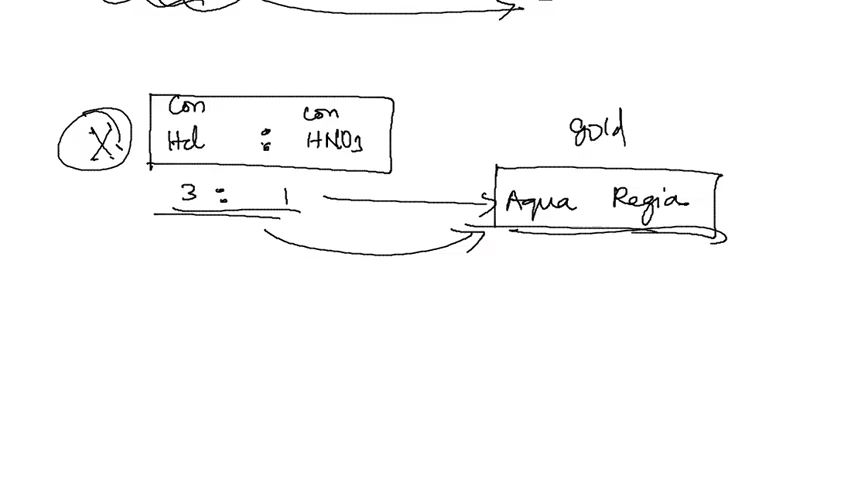 Con con
X. Hcl : HNO3
gold
3 : 1
Aqua Regia